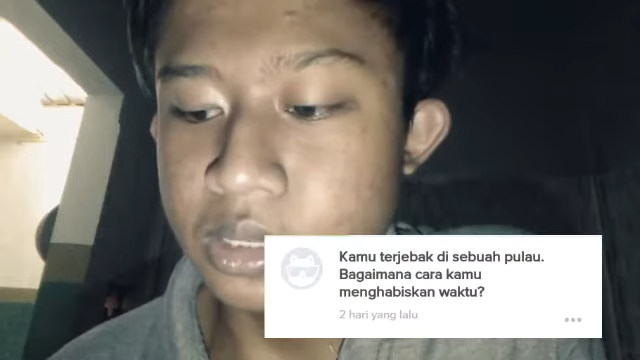 Kamu terjebak di sebuah pulau.
Bagaimana cara kamu
menghabiskan waktu?
2 hari yang lalu